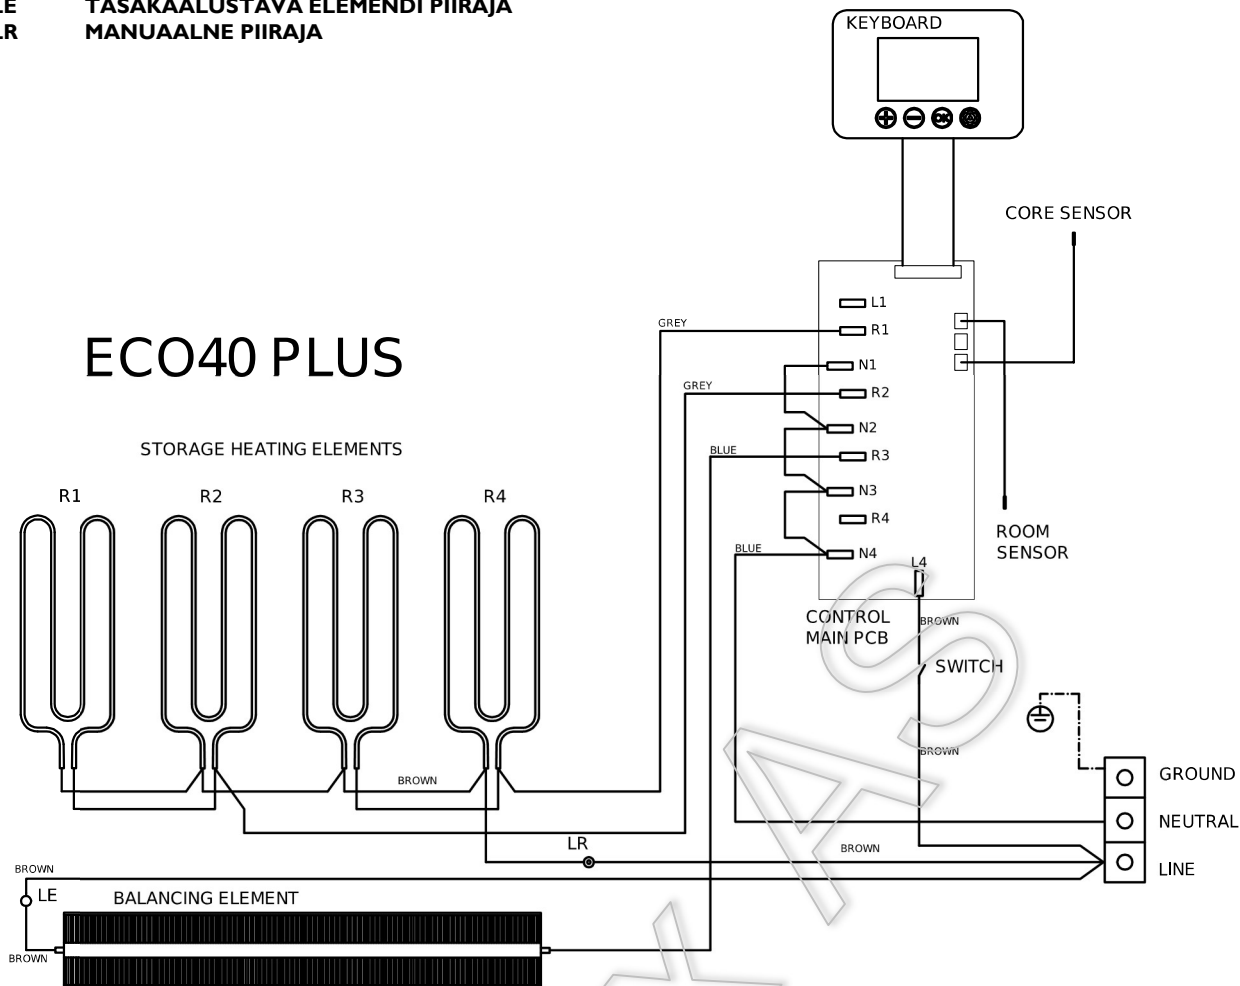 LE TASAKAALUSTAVA ELEMENDI PIIRAJA
LR MANUAALNE PIIRAJA
KEYBOARD
OK
CORE SENSOR
L1
GREY R1
ECO40 PLUS
N1
GREY R2
N2
STORAGE HEATING ELEMENTS
BLUE R3
N3
R1 R2 R3 R4
R4
ROOM
SENSOR
BLUE N4
L4
CONTROL
MAIN PCB
BROWN
SWITCH
BROWN
GROUND
BROWN
NEUTRAL
LR
BROWN
LINE
BROWN
LE
BALANCING ELEMENT
BROWN